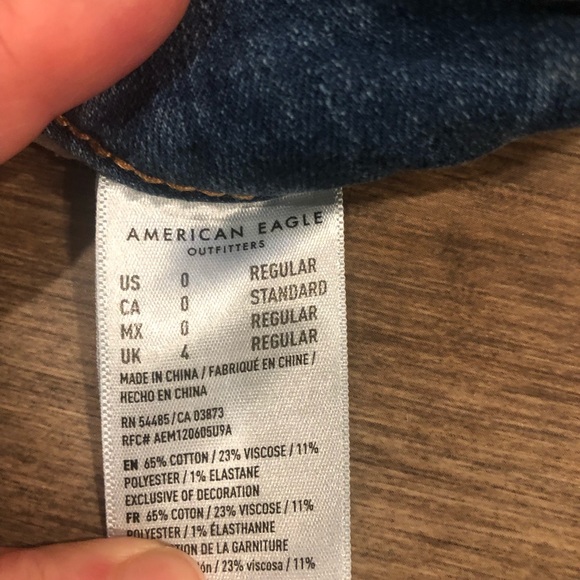 AMERICAN EAGLE
OUTFITTERS
US 0 REGULAR
CA 0 STANDARD
MX 0 REGULAR
UK 4 REGULAR
MADE IN CHINA / FABRIQUÉ EN CHINE /
HECHO EN CHINA
RN 54485 / CA 03873
RFC# AEM120605U9A
EN 65% COTTON / 23% VISCOSE / 11%
POLYESTER / 1% ELASTANE
EXCLUSIVE OF DECORATION
FR 65% COTON / 23% VISCOSE / 11%
POLYESTER / 1% ÉLASTHANNE
DE LA GARNITURE
/ 23% viscosa / 11%